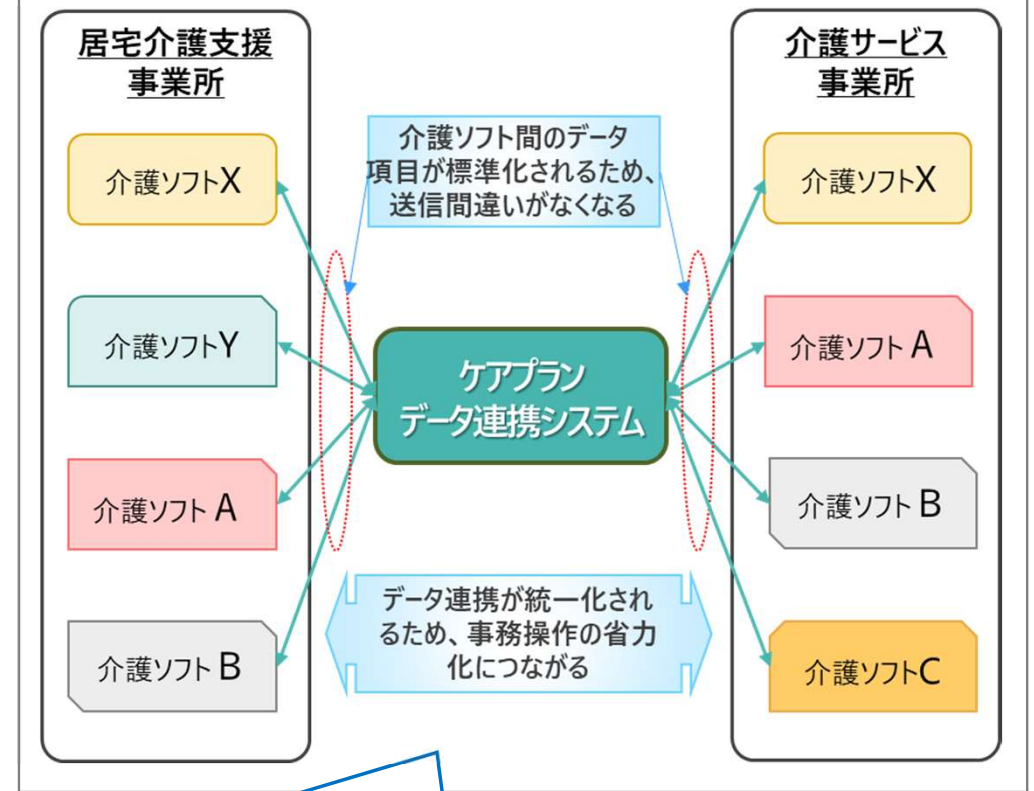 居宅介護支援
事業所
介護ソフトX
介護ソフトY
介護ソフト A
介護ソフト B
介護ソフト間のデータ
項目が標準化されるため、
送信間違いがなくなる
ケアプラン
データ連携システム
データ連携が統一化され
るため、事務操作の省力
化につながる
介護サービス
事業所
介護ソフトX
介護ソフト A
介護ソフト B
介護ソフトC